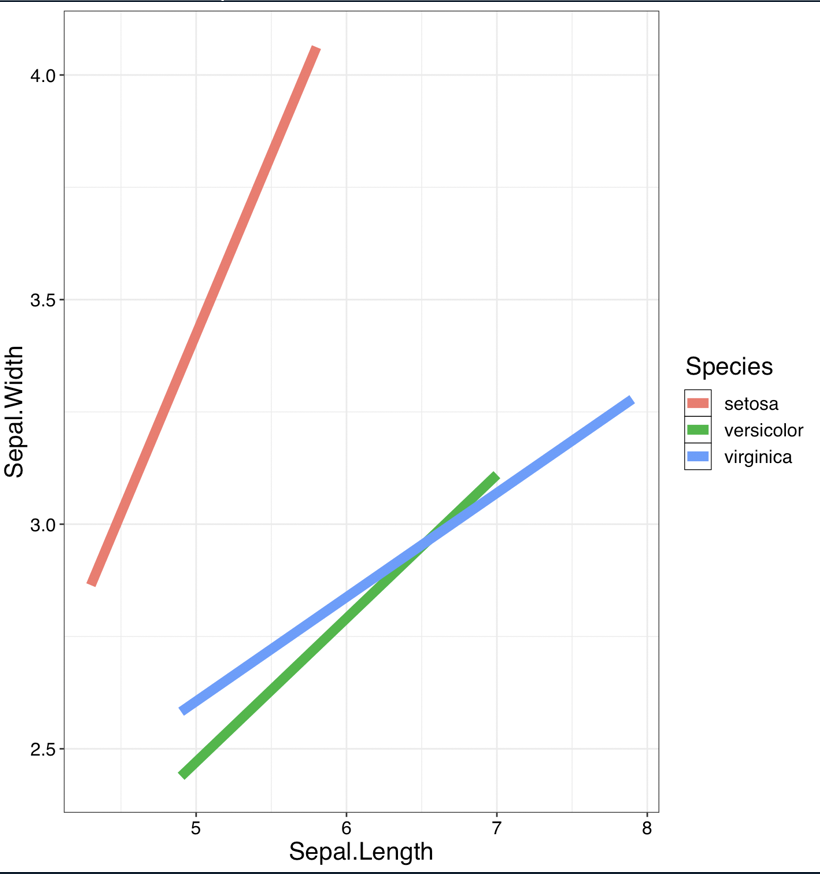 4.0
3.5
3.0
2.5
Sepal.Width
5 6 7 8
Sepal.Length
Species
setosa
versicolor
virginica